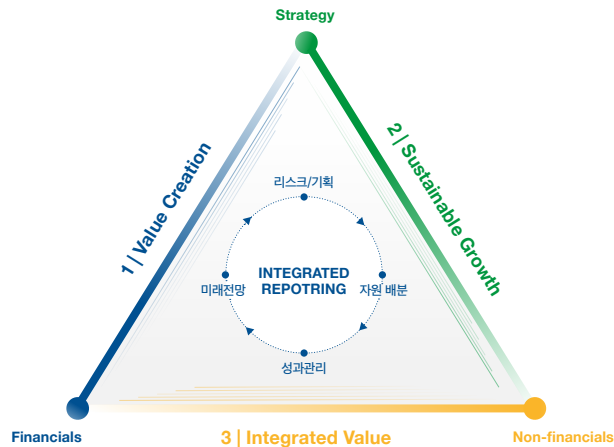 Strategy
1 | Value Creation
2 | Sustainable Growth
리스크/기획
INTEGRATED
REPOTRING
미래전망
자원 배분
성과관리
Financials
3 | Integrated Value
Non-financials